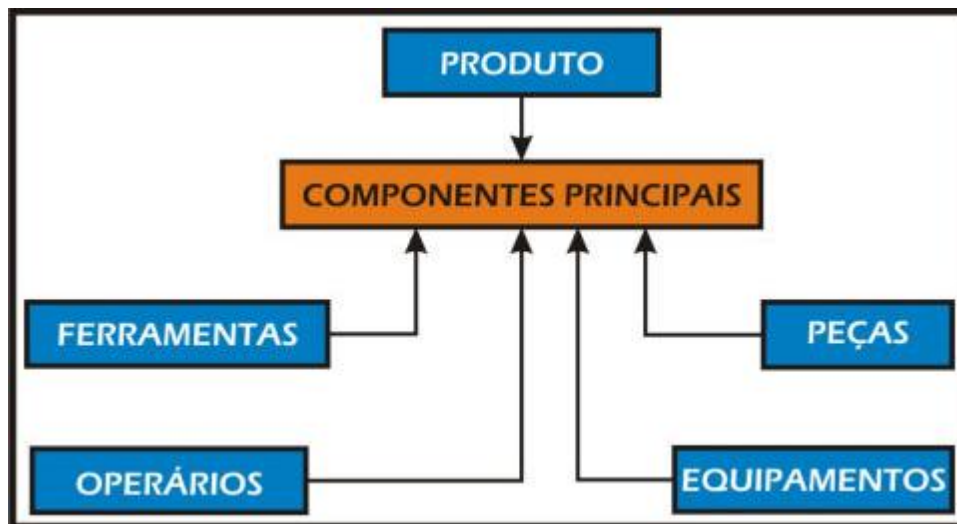 PRODUTO
COMPONENTES PRINCIPAIS
FERRAMENTAS
PEÇAS
OPERÁRIOS
EQUIPAMENTOS